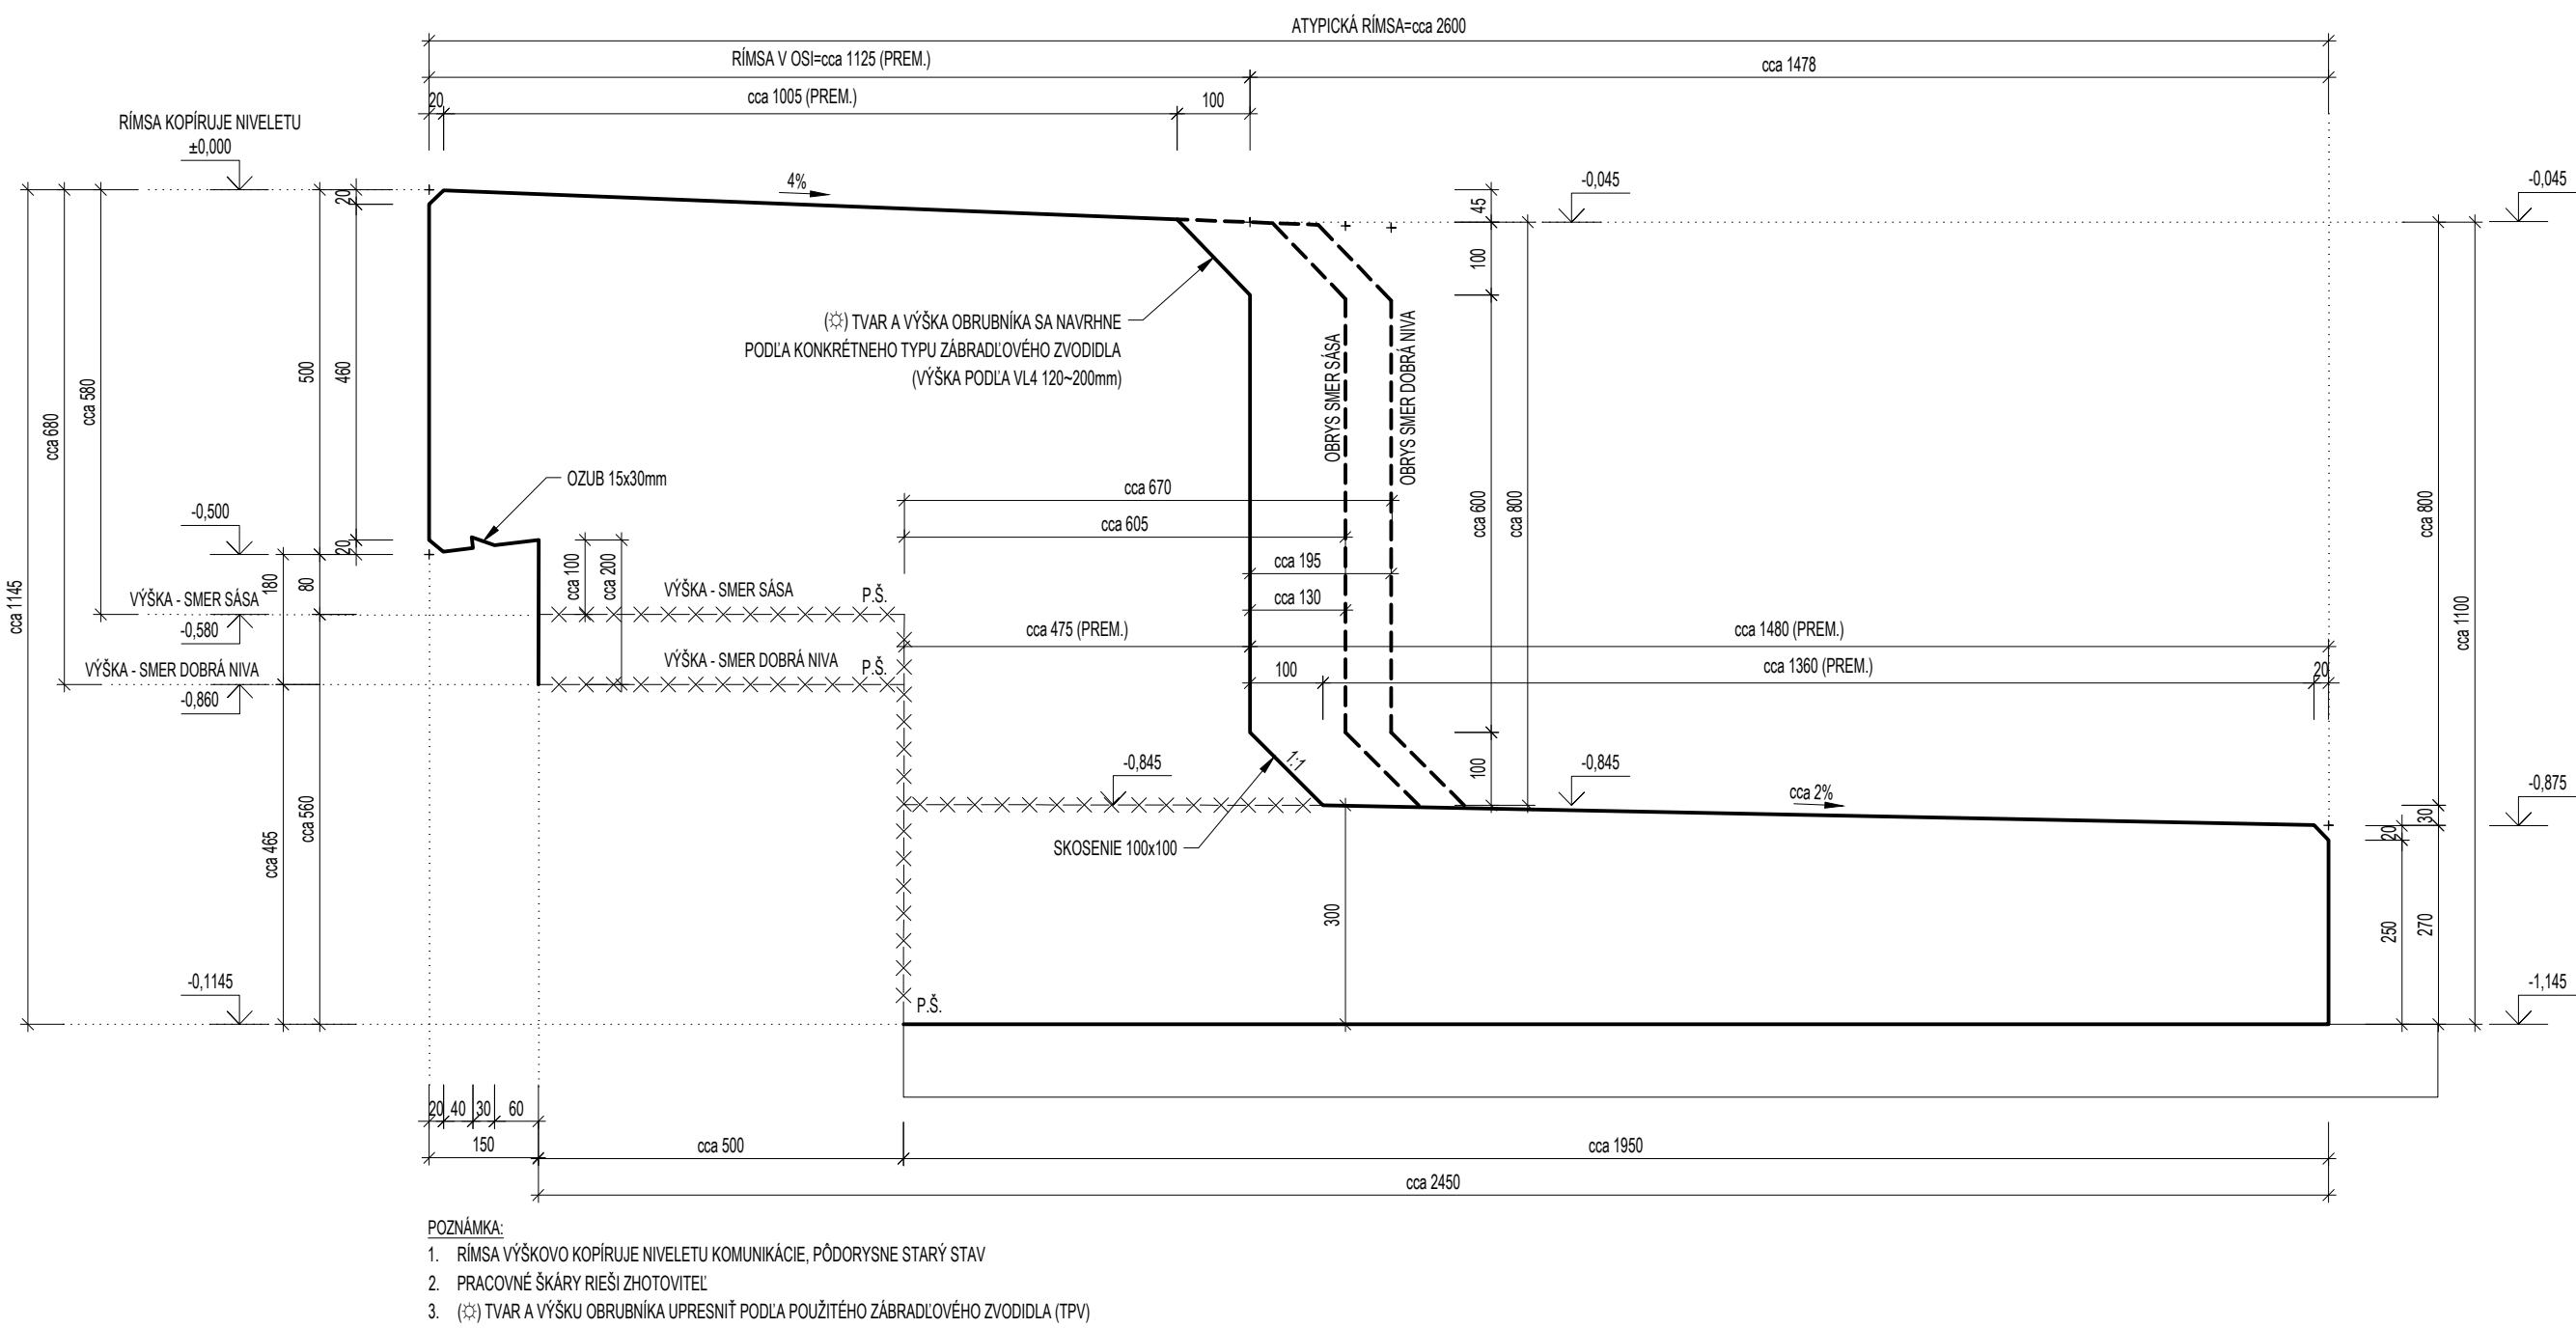 ATYPICKÁ RÍMSA=cca 2600
RÍMSA V OSI=cca 1125 (PREM.)
cca 1478
20
cca 1005 (PREM.)
100
RÍMSA KOPÍRUJE NIVELETU
±0,000
4%
-0,045
-0,045
20
45
100
(☼) TVAR A VÝŠKA OBRUBNÍKA SA NAVRHNE
PODĽA KONKRÉTNEHO TYPU ZÁBRADĽOVÉHO ZVODIDLA
(VÝŠKA PODĽA VL4 120~200mm)
OBRYS SMER SÁSA
OBRYS SMER DOBRÁ NIVA
500
460
cca 580
cca 680
OZUB 15x30mm
cca 670
cca 605
cca 600
cca 800
cca 800
-0,500
20
cca 100
cca 200
cca 195
cca 130
180
80
cca 1145
VÝŠKA - SMER SÁSA
-0,580
VÝŠKA - SMER SÁSA
P.Š.
cca 475 (PREM.)
cca 1480 (PREM.)
cca 1100
VÝŠKA - SMER DOBRÁ NIVA
-0,860
VÝŠKA - SMER DOBRÁ NIVA
P.Š.
100
cca 1360 (PREM.)
20
1:1
-0,845
100
-0,845
cca 2%
-0,875
20
30
SKOSENIE 100x100
cca 465
cca 560
300
250
270
-0,1145
P.Š.
-1,145
20
40
30
60
150
cca 500
cca 1950
cca 2450
POZNÁMKA:
1. RÍMSA VÝŠKOVO KOPÍRUJE NIVELETU KOMUNIKÁCIE, PÔDORYSNE STARÝ STAV
2. PRACOVNÉ ŠKÁRY RIEŠI ZHOTOVITEĽ
3. (☼) TVAR A VÝŠKU OBRUBNÍKA UPRESNIŤ PODĽA POUŽITÉHO ZÁBRADĽOVÉHO ZVODIDLA (TPV)